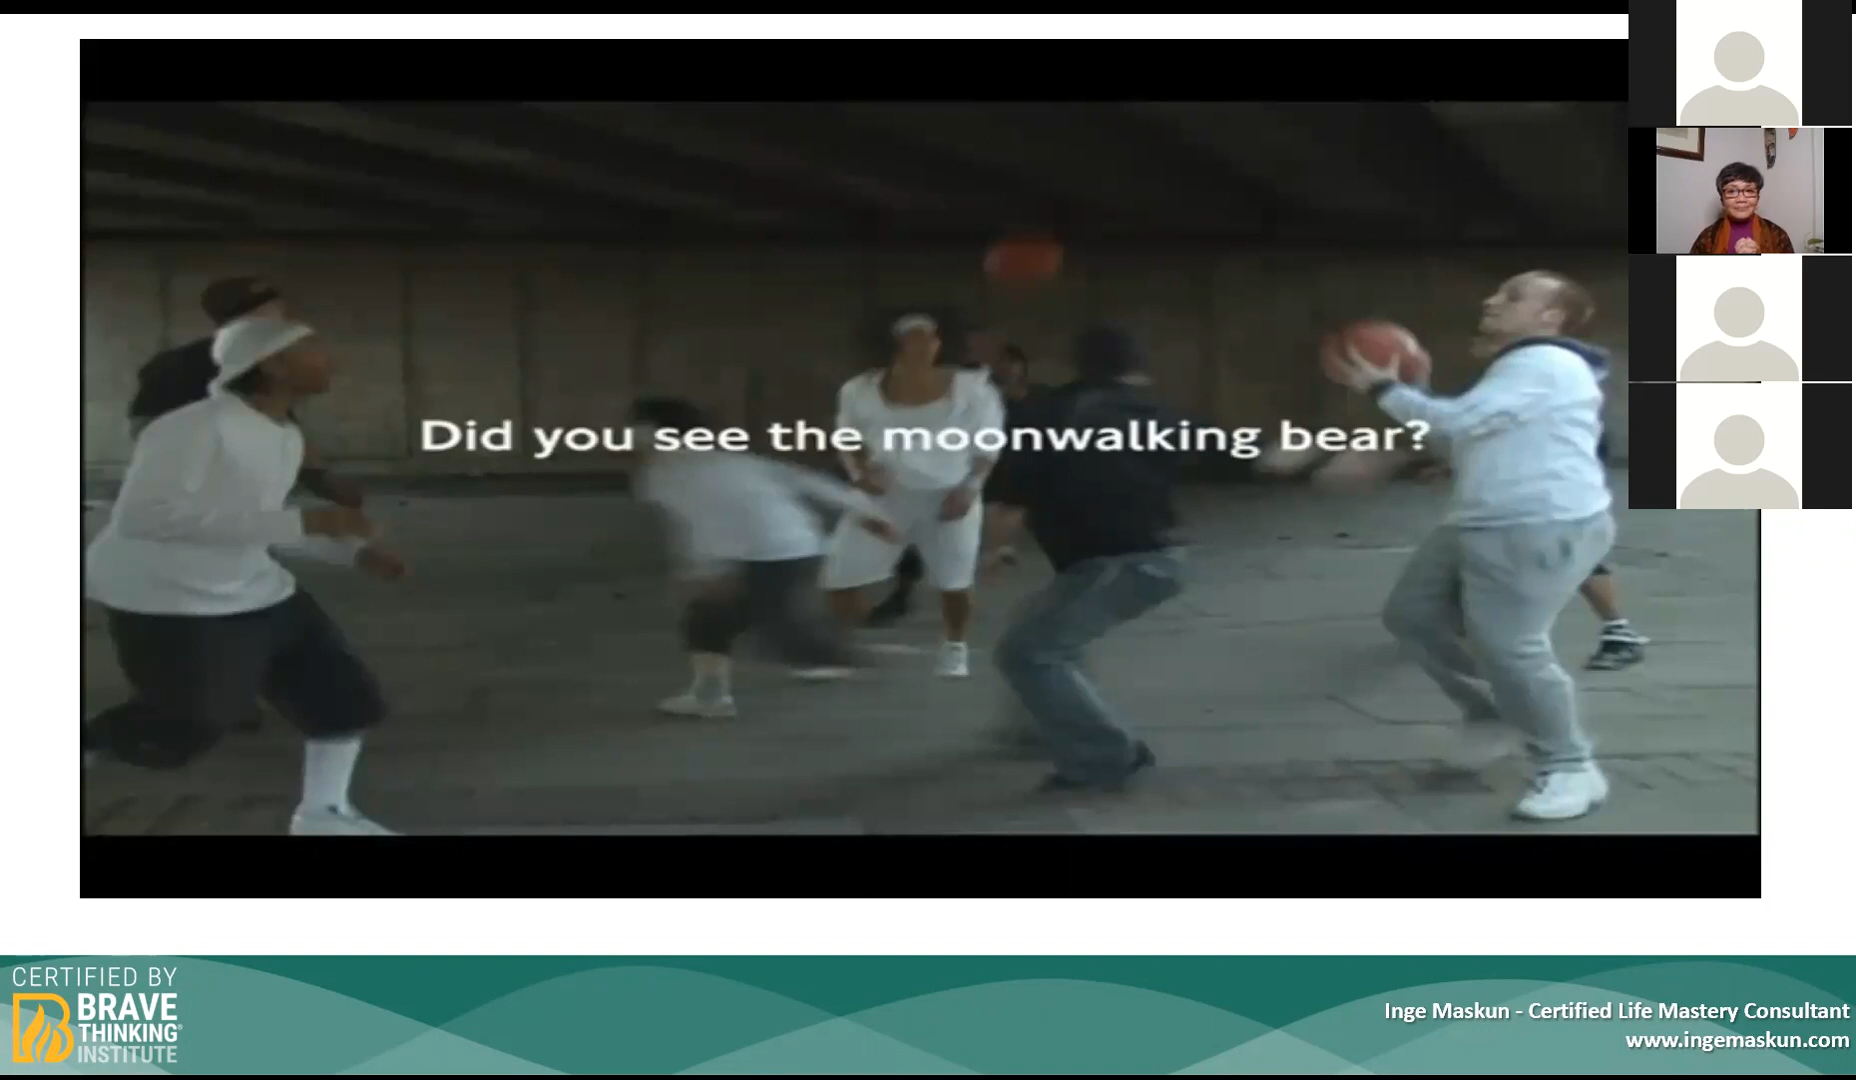 Did you see the moonwalking bear?
CERTIFIED BY
BRAVE
THINKING®
INSTITUTE
Inge Maskun - Certified Life Mastery Consultant
www.ingemaskun.com